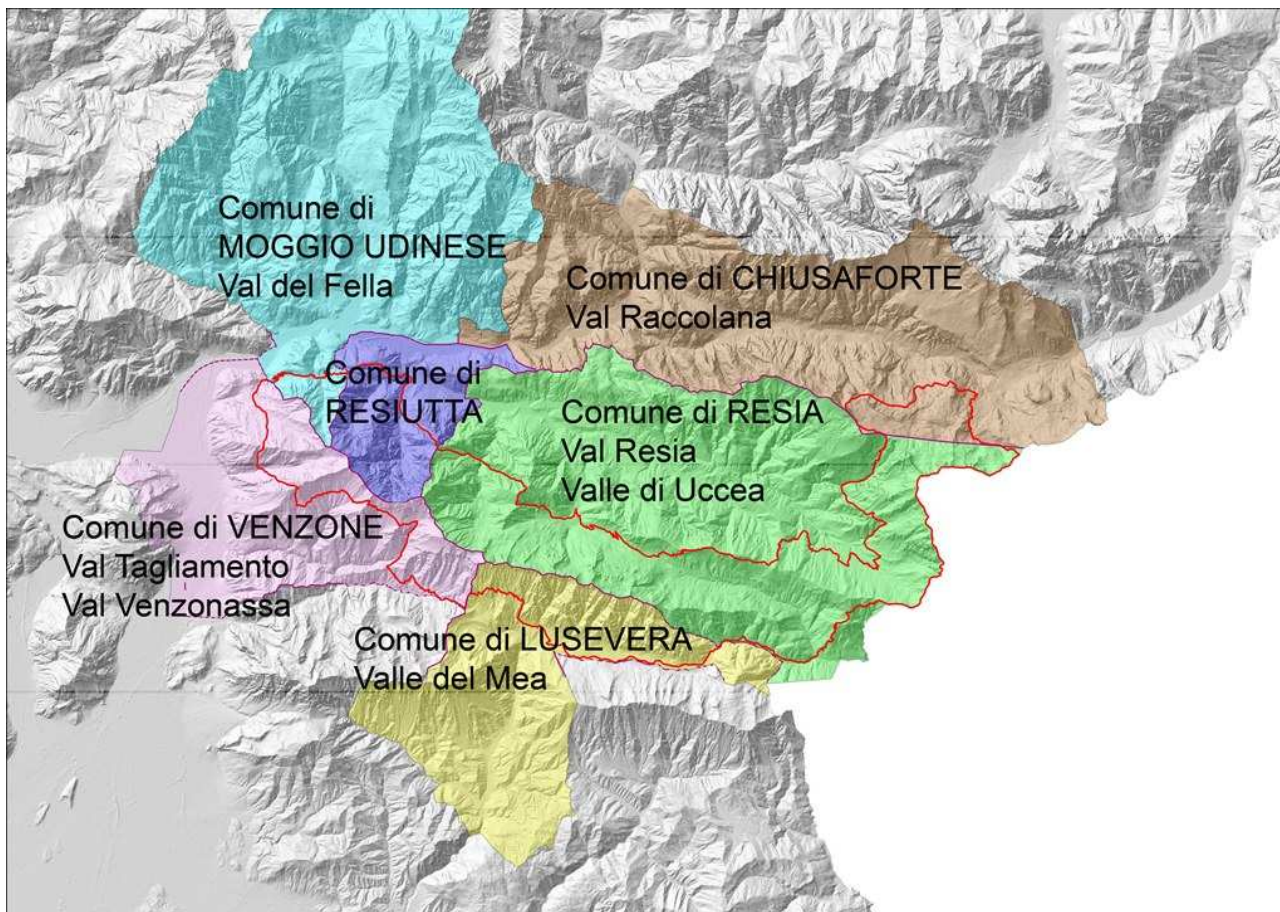 Comune di
MOGGIO UDINESE
Val del Fella
Comune di CHIUSAFORTE
Val Raccolana
Comune di
RESIUTTA
Comune di RESIA
Val Resia
Valle di Uccea
Comune di VENZONE
Val Tagliamento
Val Venzonassa
Comune di LUSEVERA
Valle del Mea